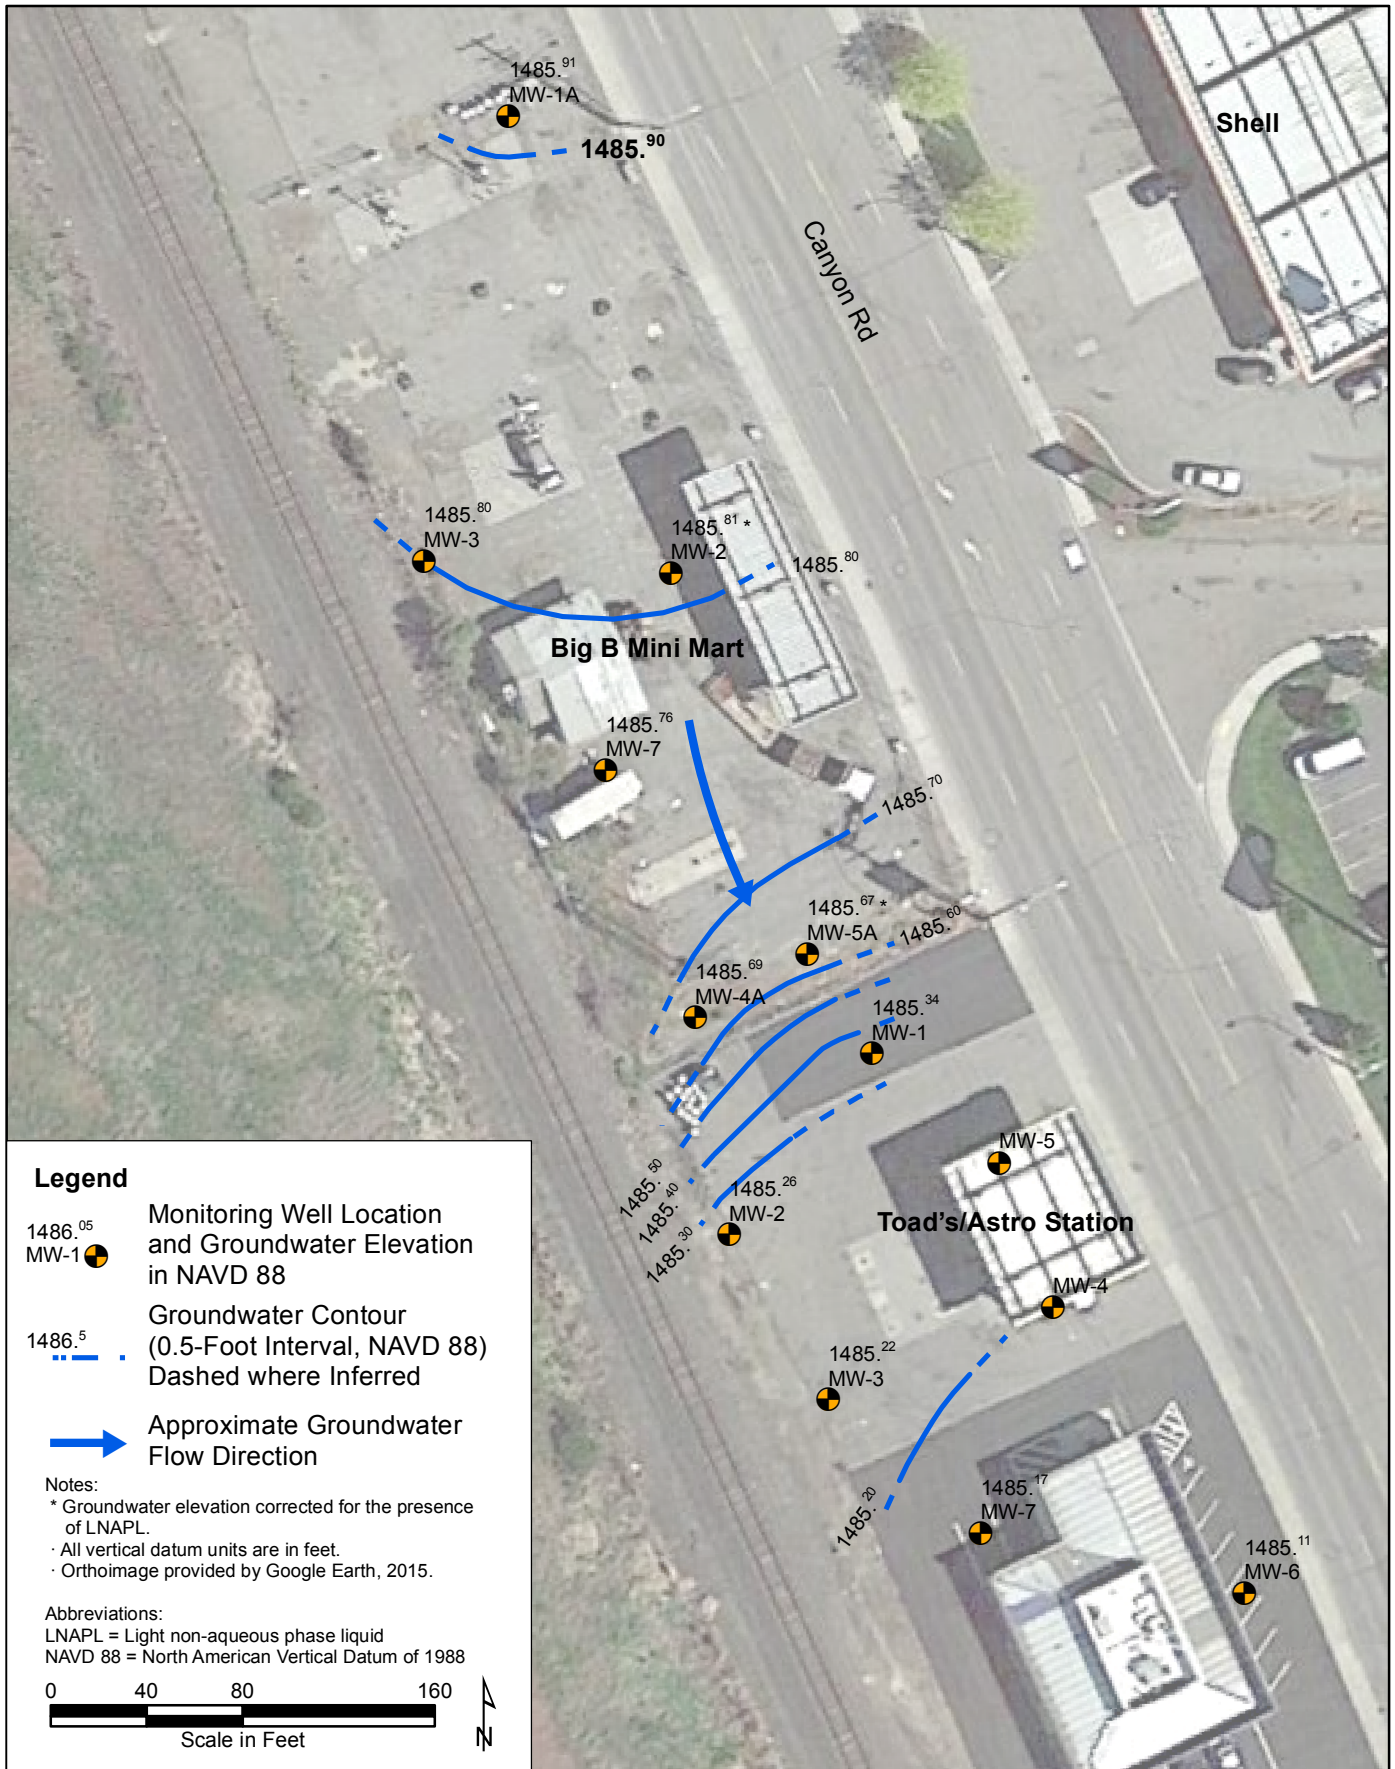 1485.91
MW-1A
1485.90
Shell
Canyon Rd
1485.80
MW-3
1485.81 *
MW-2
1485.80
Big B Mini Mart
1485.76
MW-7
1485.70
1485.67 *
MW-5A
1485.60
1485.69
MW-4A
1485.34
MW-1
MW-5
1485.50
1485.40
1485.30
1485.26
MW-2
Toad's/Astro Station
MW-4
1485.22
MW-3
1485.20
1485.17
MW-7
1485.11
MW-6
Legend
1486.05
MW-1
Monitoring Well Location
and Groundwater Elevation
in NAVD 88
1486.5
Groundwater Contour
(0.5-Foot Interval, NAVD 88)
Dashed where Inferred
Approximate Groundwater
Flow Direction
Notes:
* Groundwater elevation corrected for the presence
of LNAPL.
· All vertical datum units are in feet.
· Orthoimage provided by Google Earth, 2015.
Abbreviations:
LNAPL = Light non-aqueous phase liquid
NAVD 88 = North American Vertical Datum of 1988
0 40 80 160
Scale in Feet
N